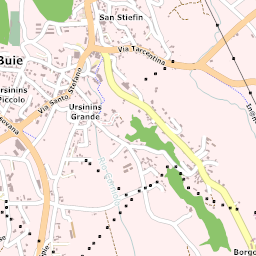 San Stiefin
Via Tarcentina
Buie
Ursinins
Piccolo
Via Santo Stefano
Ursinins
Grande
Borgo